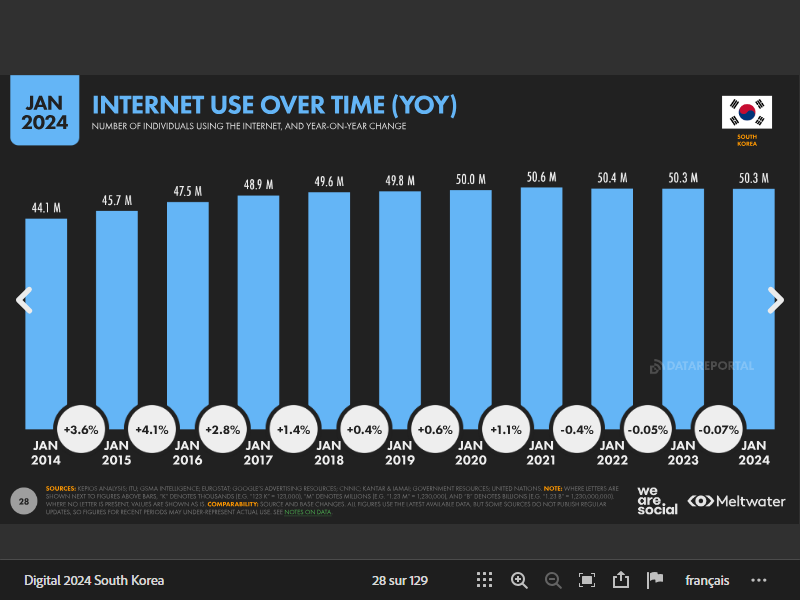 JAN
2024
INTERNET USE OVER TIME (YOY)
NUMBER OF INDIVIDUALS USING THE INTERNET, AND YEAR-ON-YEAR CHANGE
SOUTH
KOREA
44.1 M
45.7 M
47.5 M
48.9 M
49.6 M
49.8 M
50.0 M
50.6 M
50.4 M
50.3 M
50.3 M
DATAREPORTAL
+3.6%
+4.1%
+2.8%
+1.4%
+0.4%
+0.6%
+1.1%
-0.4%
-0.05%
-0.07%
JAN
2014
JAN
2015
JAN
2016
JAN
2017
JAN
2018
JAN
2019
JAN
2020
JAN
2021
JAN
2022
JAN
2023
JAN
2024
28
SOURCES: KEPIOS ANALYSIS; ITU; GSMA INTELLIGENCE; EUROSTAT; GOOGLE'S ADVERTISING RESOURCES; CNNIC; KANTAR & IAMAI; GOVERNMENT RESOURCES; UNITED NATIONS. NOTE: WHERE LETTERS ARE
SHOWN NEXT TO FIGURES ABOVE BARS, "K" DENOTES THOUSANDS (E.G. "123 K" = 123,000), "M" DENOTES MILLIONS (E.G. "1.23 M" = 1,230,000), AND "B" DENOTES BILLIONS (E.G. "1.23 B" = 1,230,000,000).
WHERE NO LETTER IS PRESENT, VALUES ARE SHOWN AS IS. COMPARABILITY: SOURCE AND BASE CHANGES. ALL FIGURES USE THE LATEST AVAILABLE DATA, BUT SOME SOURCES DO NOT PUBLISH REGULAR
UPDATES, SO FIGURES FOR RECENT PERIODS MAY UNDER-REPRESENT ACTUAL USE. SEE NOTES ON DATA.
we
are.
social
Meltwater
Digital 2024 South Korea
28 sur 129
français